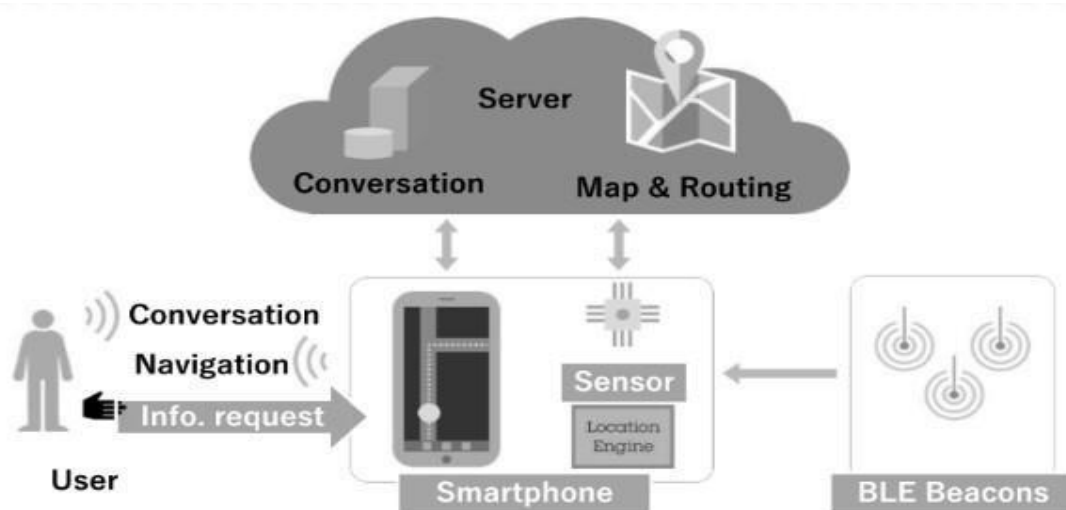 Server
Conversation
Map & Routing
Conversation
Navigation
Info. request
User
Sensor
Location
Engine
Smartphone
BLE Beacons